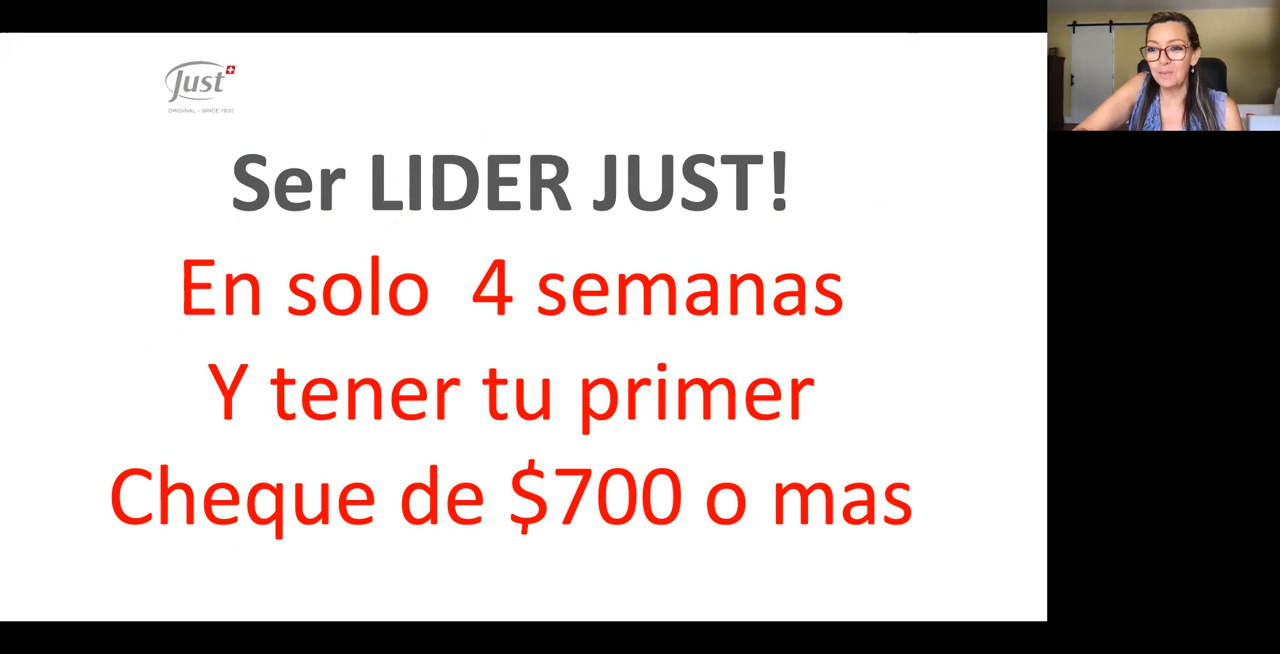 Just
ORIGINAL - SINCE 1930
Ser LIDER JUST!
En solo 4 semanas
Y tener tu primer
Cheque de $700 o mas